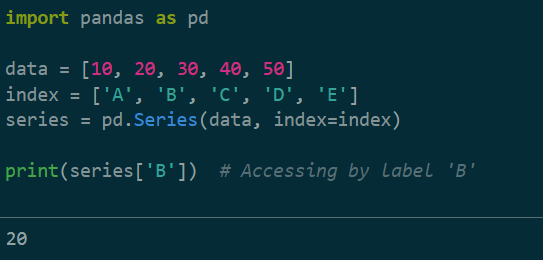 import pandas as pd
data = [10, 20, 30, 40, 50]
index = ['A', 'B', 'C', 'D', 'E']
series = pd.Series(data, index=index)
print(series['B'])  # Accessing by label 'B'
20